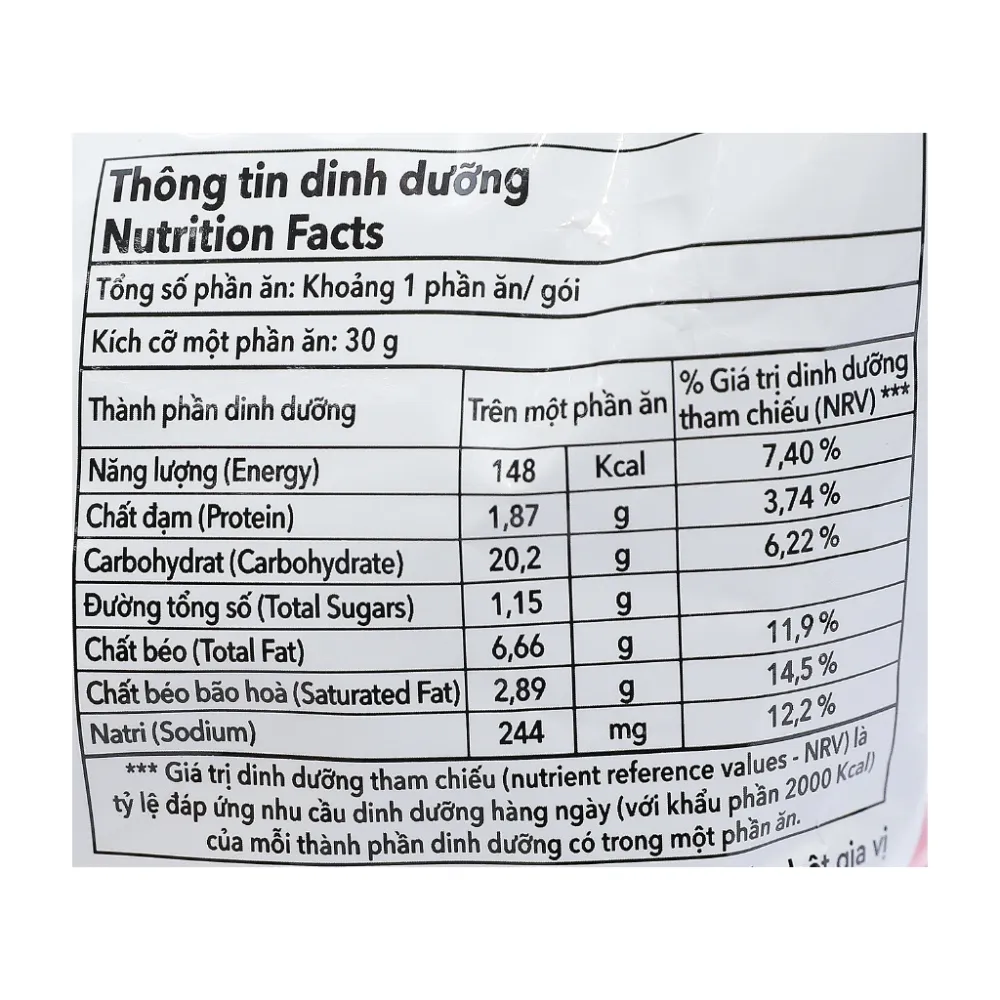 Thông tin dinh dưỡng
Nutrition Facts
Tổng số phần ăn: Khoảng 1 phần ăn/ gói
Kích cỡ một phần ăn: 30 g
Thành phần dinh dưỡng Trên một phần ăn % Giá trị dinh dưỡng tham chiếu (NRV) ***
Năng lượng (Energy) 148 Kcal 7,40 %
Chất đạm (Protein) 1,87 g 3,74 %
Carbohydrat (Carbohydrate) 20,2 g 6,22 %
Đường tổng số (Total Sugars) 1,15 g
Chất béo (Total Fat) 6,66 g 11,9 %
Chất béo bão hoà (Saturated Fat) 2,89 g 14,5 %
Natri (Sodium) 244 mg 12,2 %
*** Giá trị dinh dưỡng tham chiếu (nutrient reference values - NRV) là
tỷ lệ đáp ứng nhu cầu dinh dưỡng hàng ngày (với khẩu phần 2000 Kcal)
của mỗi thành phần dinh dưỡng có trong một phần ăn.
gia vị